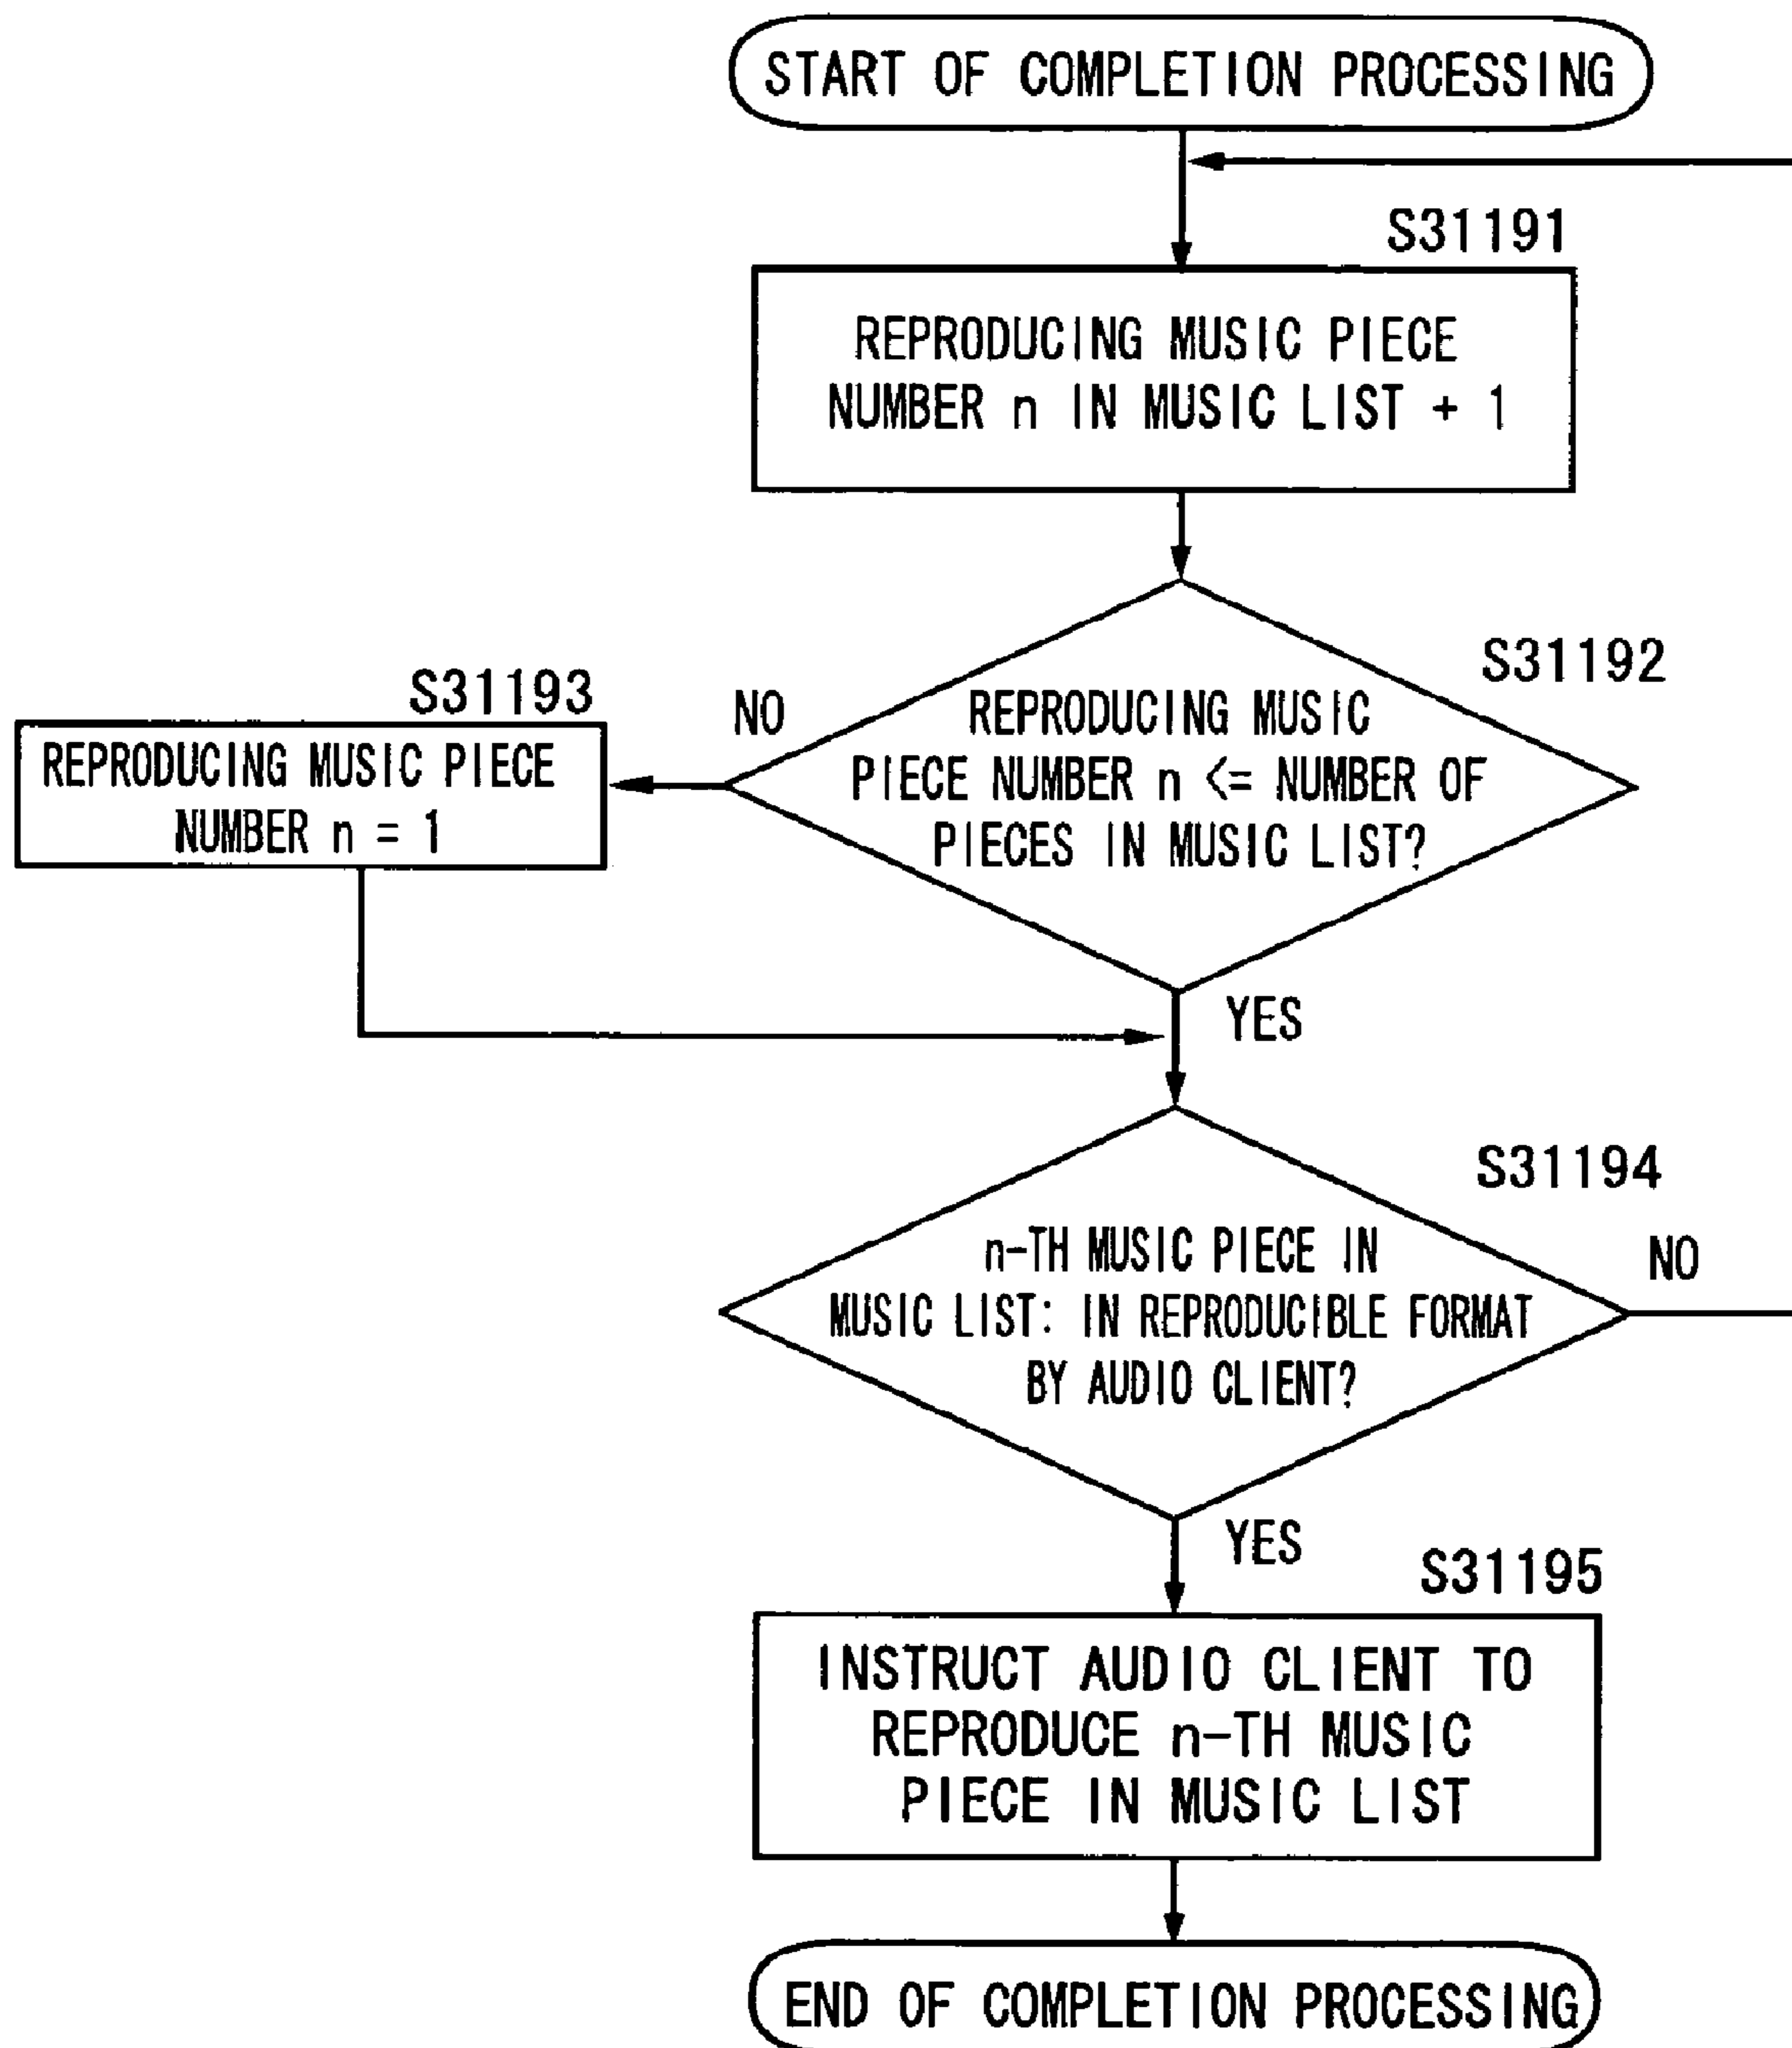 START OF COMPLETION PROCESSING
S31191
REPRODUCING MUSIC PIECE
NUMBER n IN MUSIC LIST + 1
S31192
S31193
NO
REPRODUCING MUSIC
PIECE NUMBER n <= NUMBER OF
PIECES IN MUSIC LIST?
REPRODUCING MUSIC PIECE
NUMBER n = 1
YES
S31194
n-TH MUSIC PIECE IN
MUSIC LIST: IN REPRODUCIBLE FORMAT
BY AUDIO CLIENT?
NO
YES
S31195
INSTRUCT AUDIO CLIENT TO
REPRODUCE n-TH MUSIC
PIECE IN MUSIC LIST
END OF COMPLETION PROCESSING